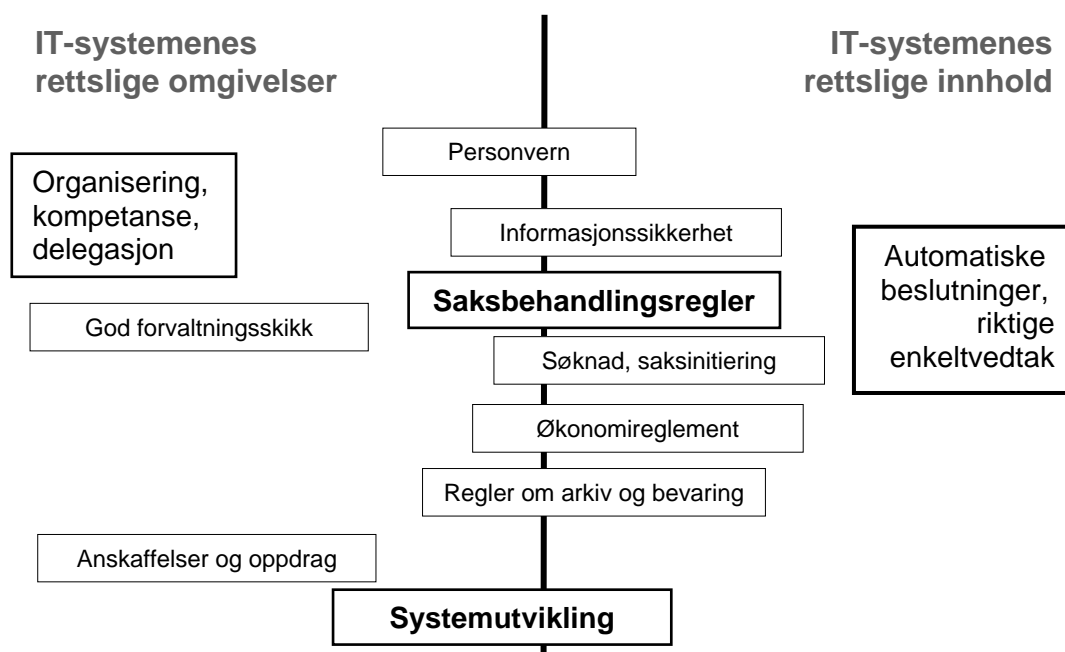 IT-systemenes
rettslige omgivelser
IT-systemenes
rettslige innhold
Personvern
Organisering,
kompetanse,
delegasjon
Informasjonssikkerhet
Automatiske
beslutninger,
riktige
enkeltvedtak
Saksbehandlingsregler
God forvaltningsskikk
Søknad, saksinitiering
Økonomireglement
Regler om arkiv og bevaring
Anskaffelser og oppdrag
Systemutvikling